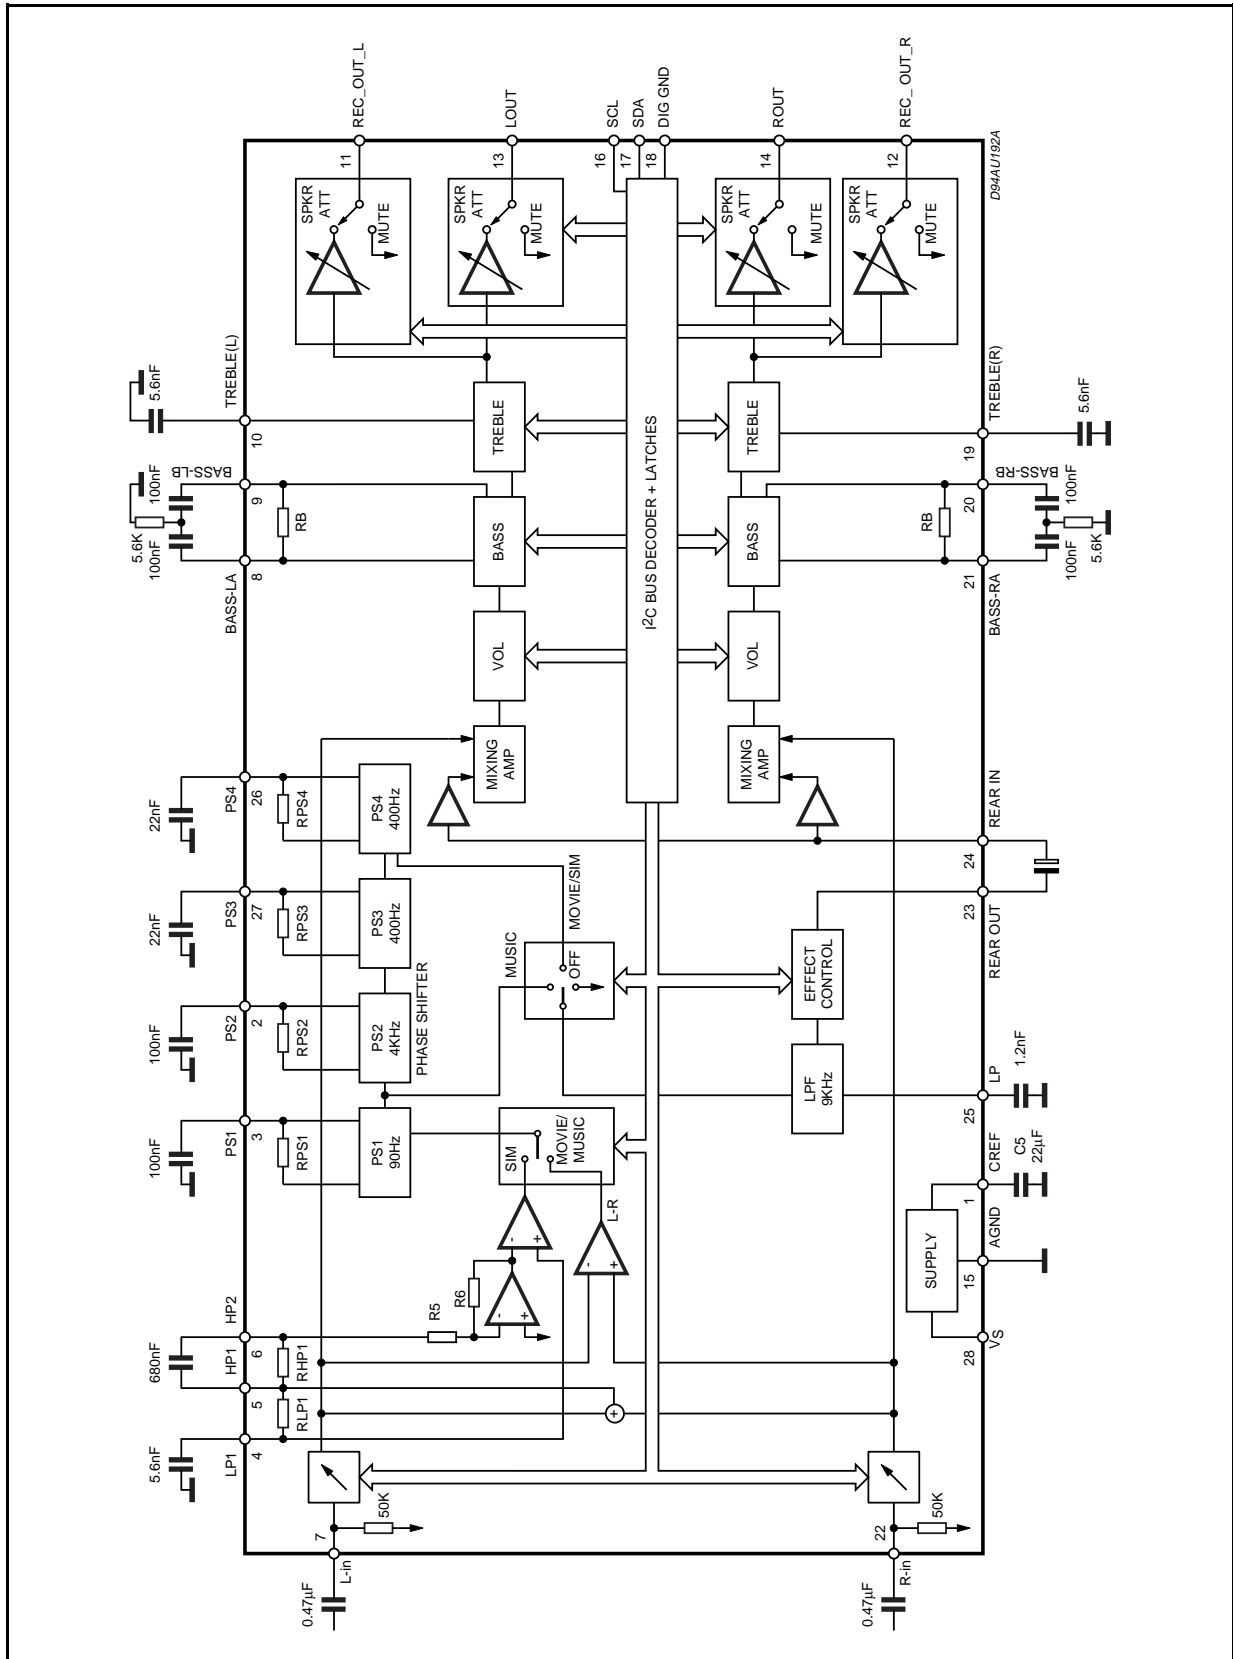 0.47µF
L-in
7
50K
5.6nF
LP1
4
RLP1
5
HP1
680nF
RHP1
6
HP2
R5
R6
-
+
-
+
-
+
L-R
+
SIM
MOVIE/
MUSIC
100nF
PS1
3
RPS1
PS1
90Hz
100nF
PS2
2
RPS2
PS2
4KHz
PHASE SHIFTER
22nF
PS3
27
RPS3
PS3
400Hz
22nF
PS4
26
RPS4
PS4
400Hz
MUSIC
OFF
MOVIE/SIM
MIXING
AMP
VOL
BASS
TREBLE
BASS-LA
8
100nF
5.6K
100nF
BASS-LB
9
RB
5.6nF
TREBLE(L)
10
SPKR
ATT
MUTE
11
REC_OUT_L
SPKR
ATT
MUTE
13
LOUT
I2C BUS DECODER + LATCHES
16
SCL
17
SDA
18
DIG GND
SPKR
ATT
MUTE
14
ROUT
SPKR
ATT
MUTE
12
REC_ OUT_R
D94AU192A
MIXING
AMP
VOL
BASS
TREBLE
RB
TREBLE(R)
19
5.6nF
BASS-RB
20
100nF
5.6K
100nF
21
BASS-RA
REAR IN
24
23
REAR OUT
EFFECT
CONTROL
LPF
9KHz
LP
25
1.2nF
CREF
1
C5
22µF
AGND
15
SUPPLY
VS
28
50K
22
R-in
0.47µF